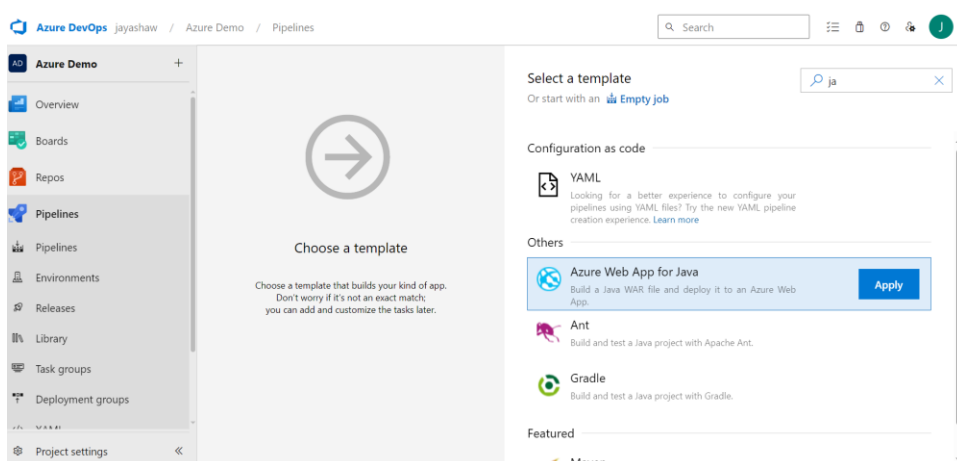 Azure DevOps jayashaw / Azure Demo / Pipelines
Search
J
AD Azure Demo +
Overview
Boards
Repos
Pipelines
Pipelines
Environments
Releases
Library
Task groups
Deployment groups
YAML
Project settings
Choose a template
Choose a template that builds your kind of app.
Don't worry if it's not an exact match;
you can add and customize the tasks later.
Select a template
ja
Or start with an Empty job
Configuration as code
YAML
Looking for a better experience to configure your
pipelines using YAML files? Try the new YAML pipeline
creation experience. Learn more
Others
Azure Web App for Java
Build a Java WAR file and deploy it to an Azure Web
App.
Apply
Ant
Build and test a Java project with Apache Ant.
Gradle
Build and test a Java project with Gradle.
Featured
Maven